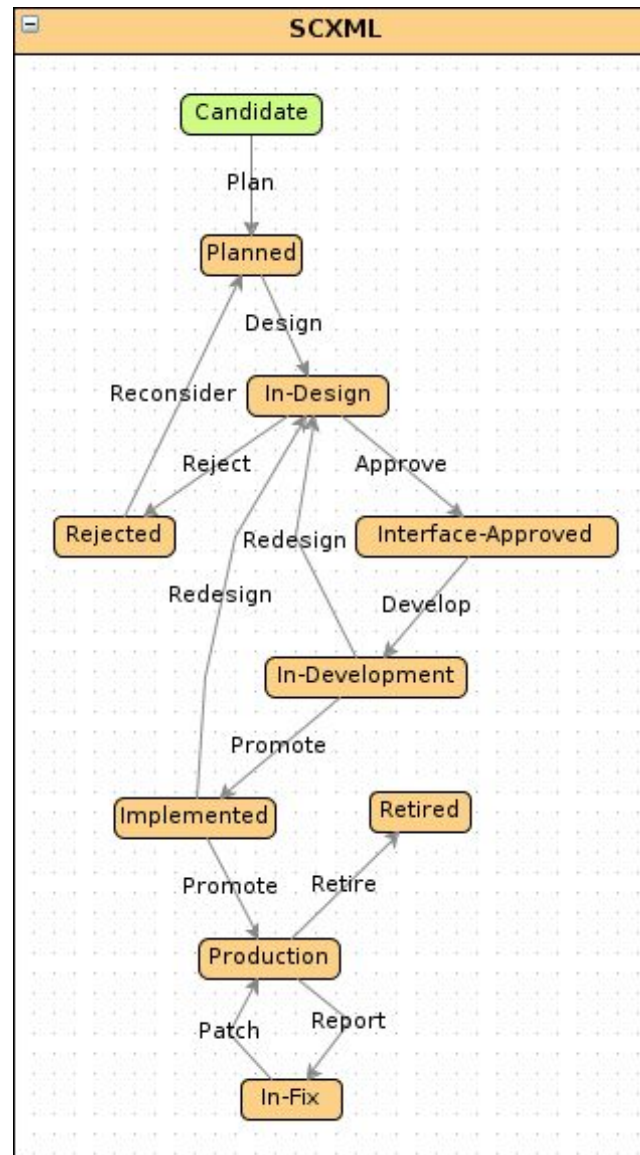 SCXML
Candidate
Plan
Planned
Design
In-Design
Reconsider
Reject
Approve
Rejected
Interface-Approved
Redesign
Redesign
Develop
In-Development
Promote
Implemented
Retired
Promote
Retire
Production
Patch
Report
In-Fix